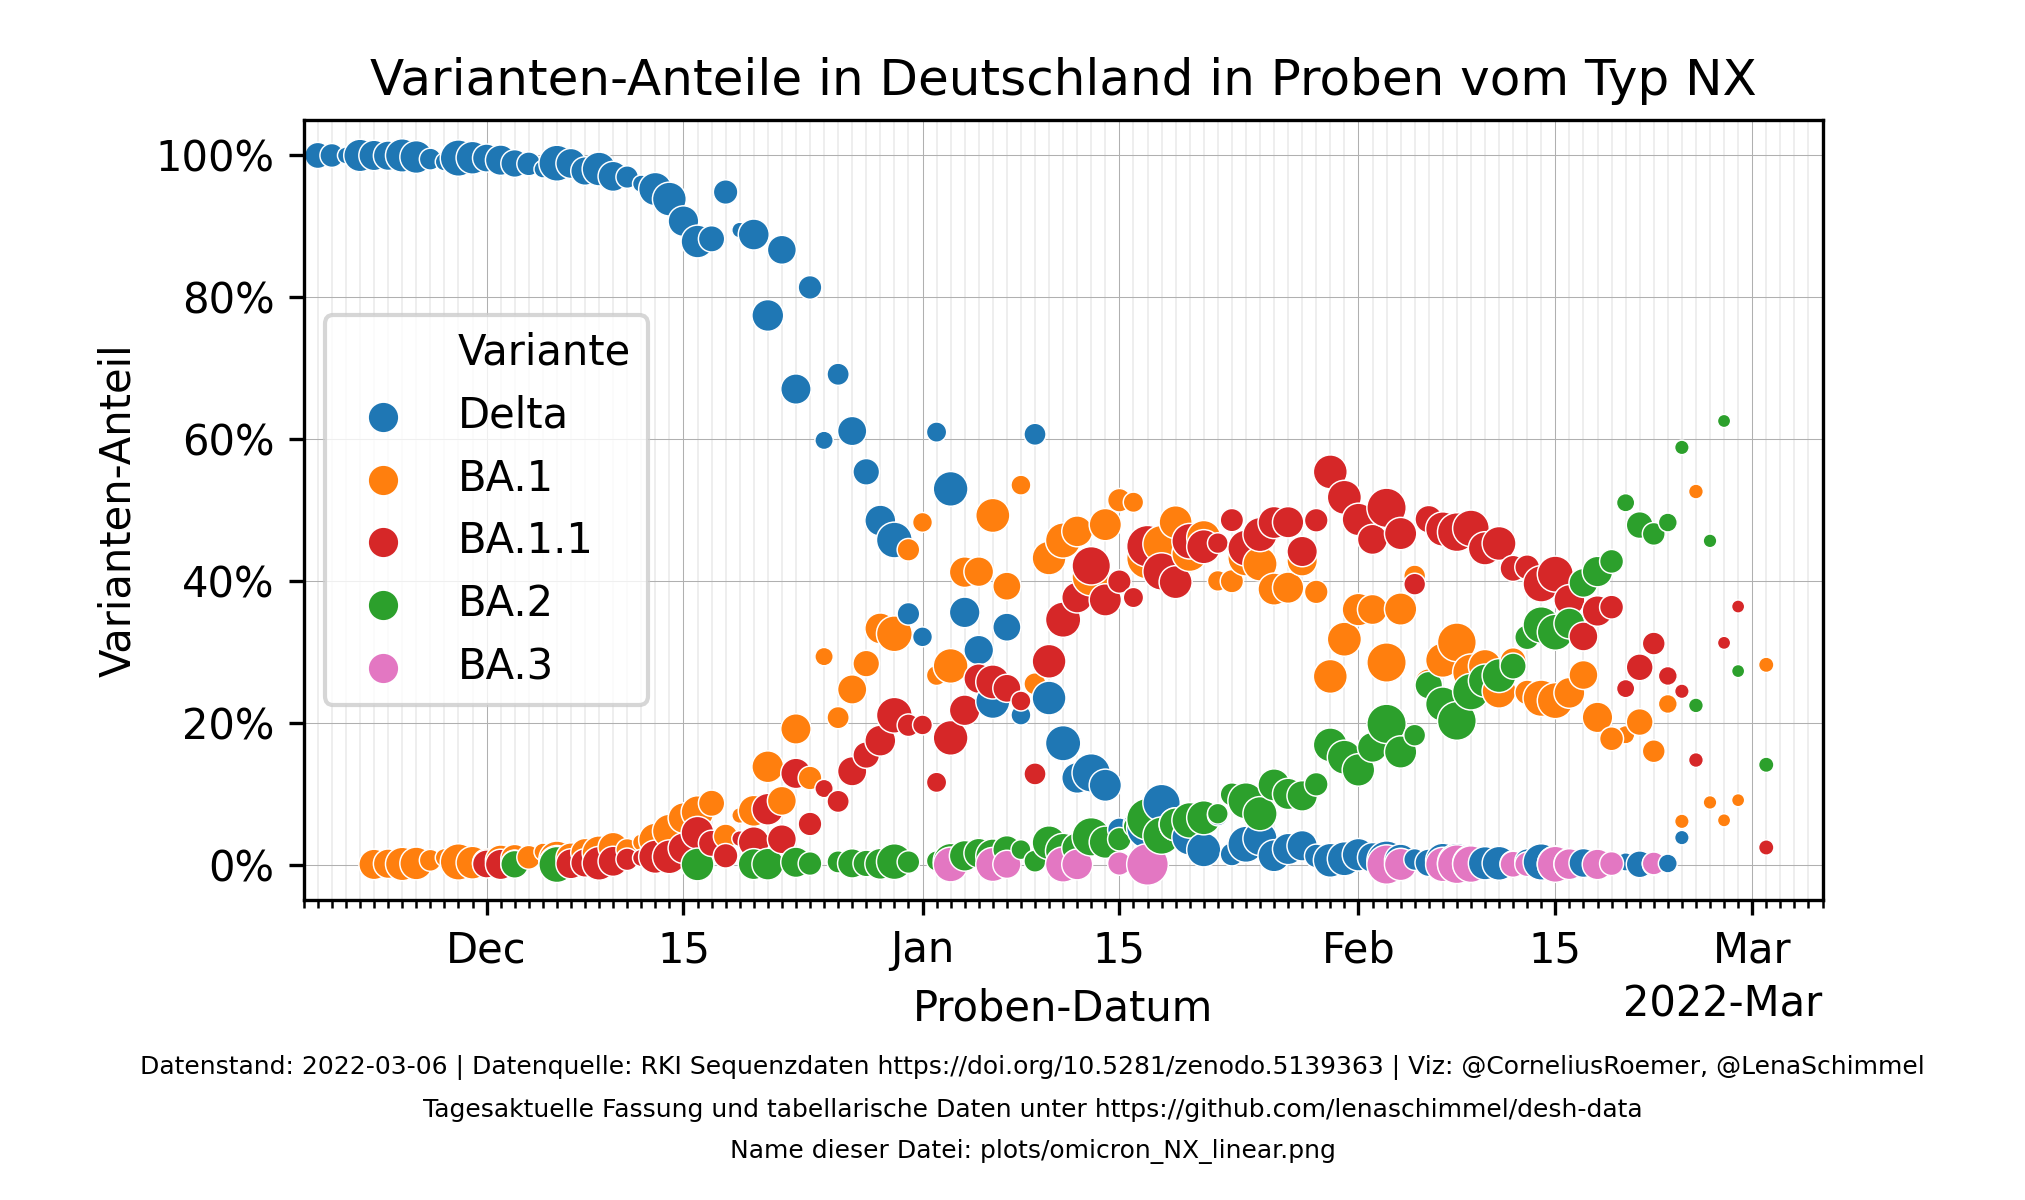 Varianten-Anteile in Deutschland in Proben vom Typ NX
100%
80%
60%
40%
20%
0%
Varianten-Anteil
Variante
Delta
BA.1
BA.1.1
BA.2
BA.3
Dec
15
Jan
15
Feb
15
Mar
Proben-Datum
2022-Mar
Datenstand: 2022-03-06 | Datenquelle: RKI Sequenzdaten https://doi.org/10.5281/zenodo.5139363 | Viz: @CorneliusRoemer, @LenaSchimmel
Tagesaktuelle Fassung und tabellarische Daten unter https://github.com/lenaschimmel/desh-data
Name dieser Datei: plots/omicron_NX_linear.png